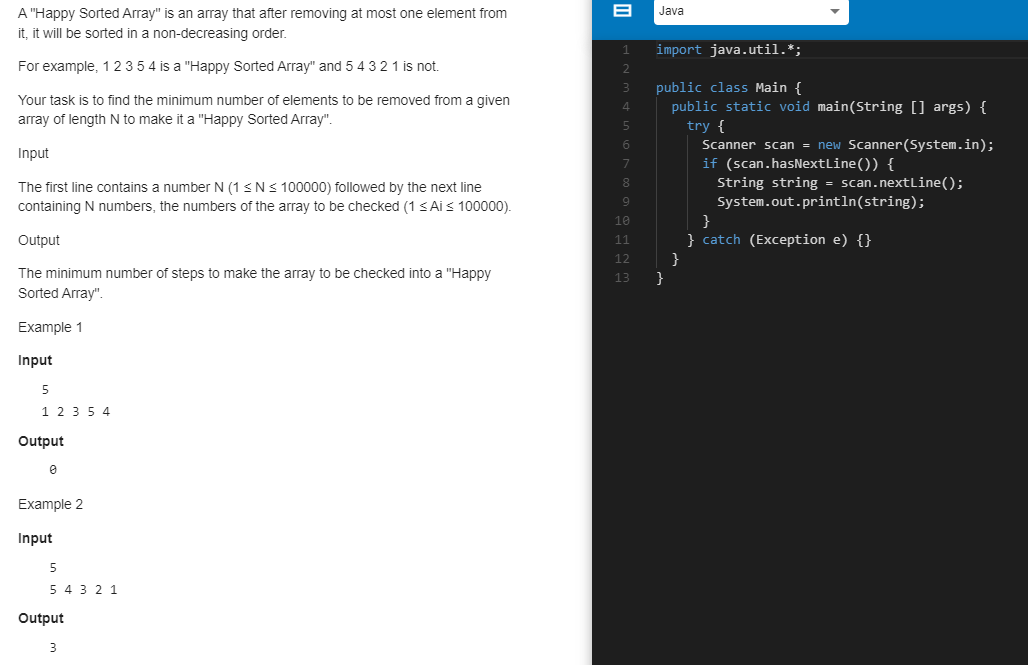 A "Happy Sorted Array" is an array that after removing at most one element from
it, it will be sorted in a non-decreasing order.
For example, 1 2 3 5 4 is a "Happy Sorted Array" and 5 4 3 2 1 is not.
Your task is to find the minimum number of elements to be removed from a given
array of length N to make it a "Happy Sorted Array".
Input
The first line contains a number N (1 ≤ N ≤ 100000) followed by the next line
containing N numbers, the numbers of the array to be checked (1 ≤ Ai ≤ 100000).
Output
The minimum number of steps to make the array to be checked into a "Happy
Sorted Array".
Example 1
Input
5
1 2 3 5 4
Output
0
Example 2
Input
5
5 4 3 2 1
Output
3
Java
1 import java.util.*;
2
3 public class Main {
4 public static void main(String [] args) {
5 try {
6 Scanner scan = new Scanner(System.in);
7 if (scan.hasNextLine()) {
8 String string = scan.nextLine();
9 System.out.println(string);
10 }
11 } catch (Exception e) {}
12 }
13 }